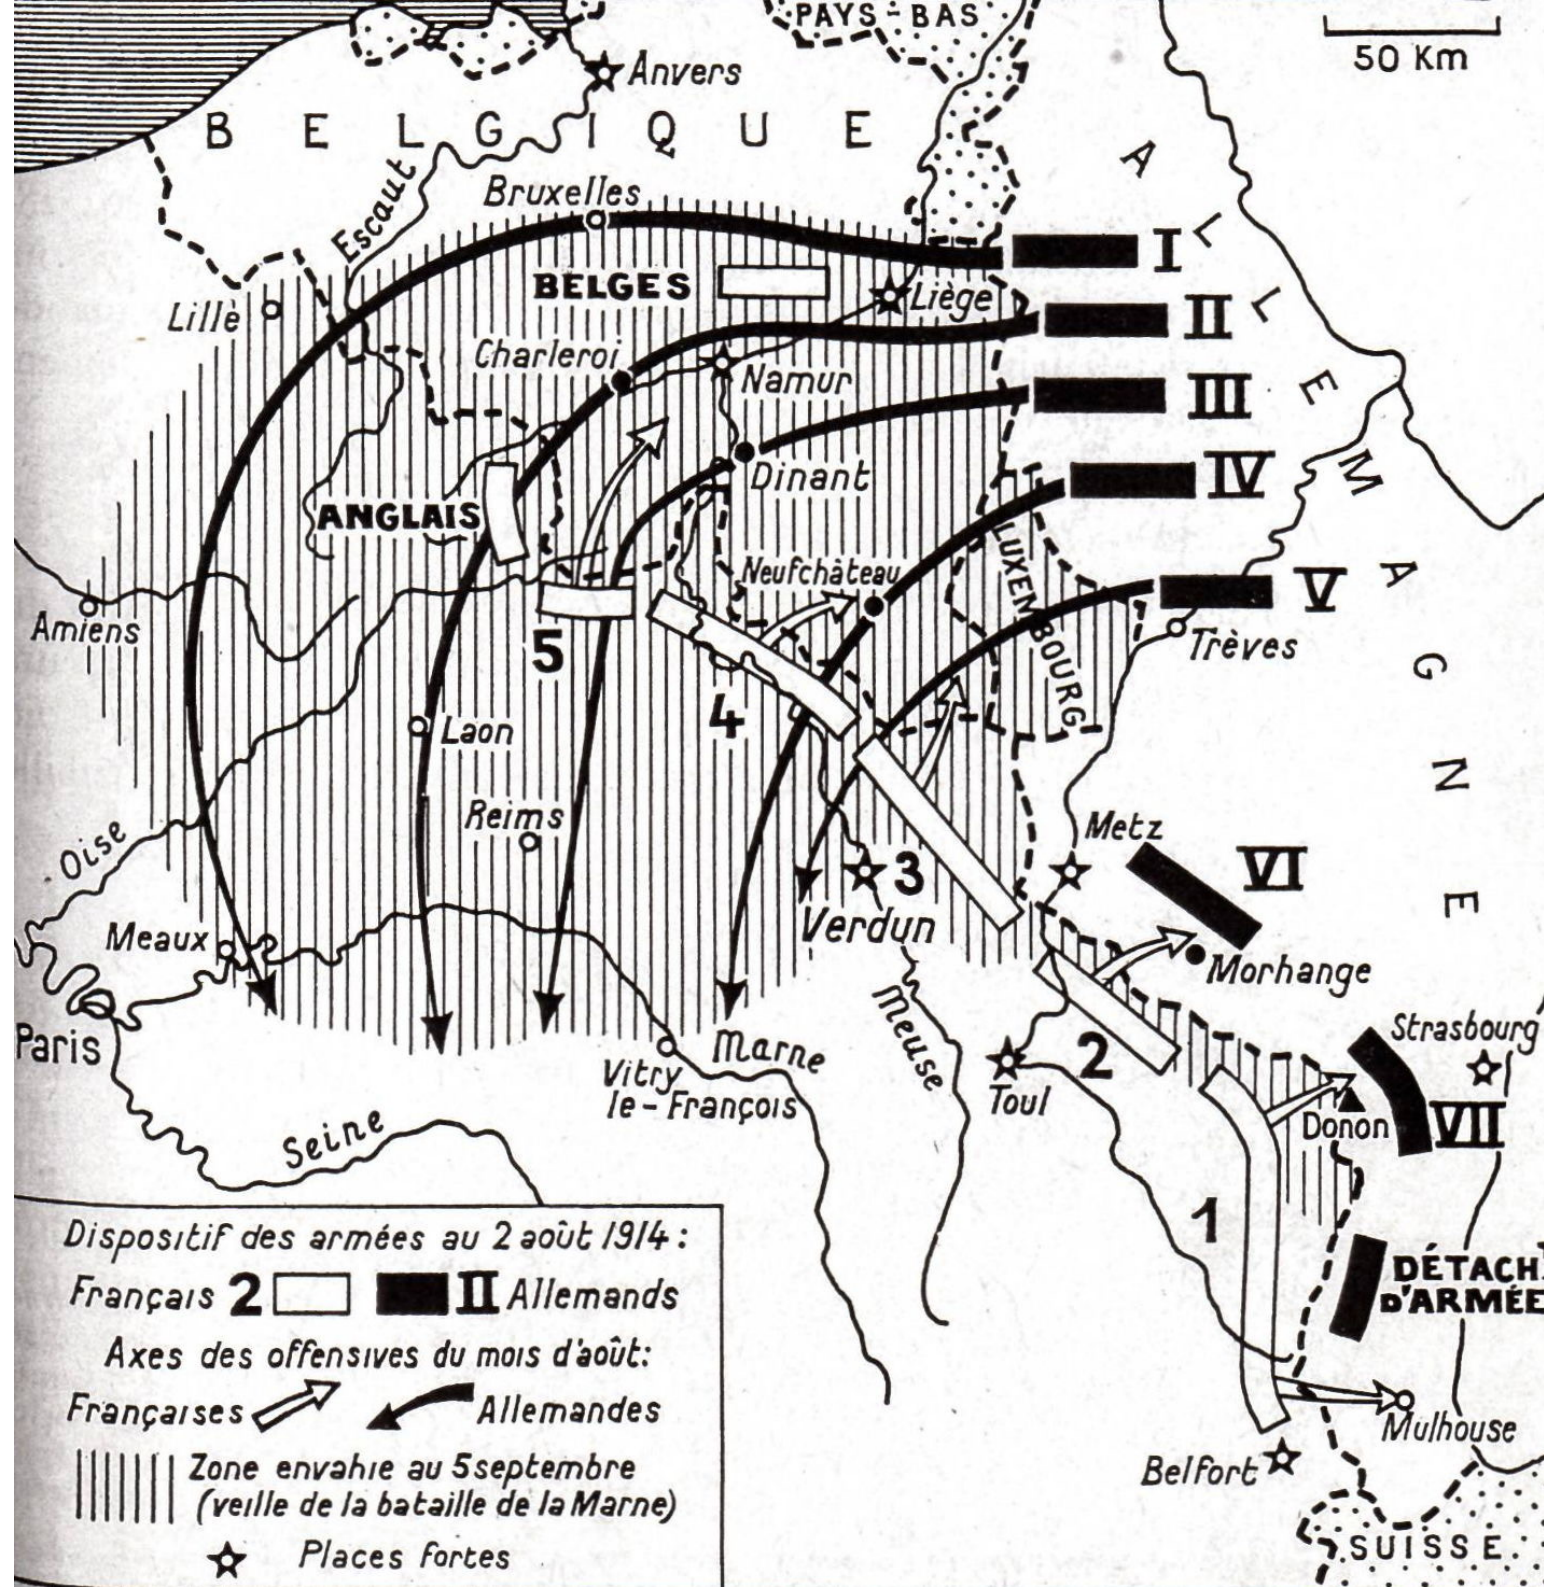 PAYS-BAS
50 Km
Anvers
BELGIQUE
ALLEMAGNE
Escaut
Bruxelles
I
BELGES
Liège
Lille
II
Charleroi
Namur
III
Dinant
IV
ANGLAIS
Neufchâteau
LUXEMBOURG
V
Amiens
5
Trèves
4
Laon
Reims
Metz
Oise
3
VI
Verdun
Meaux
Morhange
Meuse
Paris
Strasbourg
Marne
2
Vitry
le-François
Toul
Donon
VII
Seine
1
DÉTACHT
D'ARMÉE
Mulhouse
Belfort
SUISSE
Dispositif des armées au 2 août 1914 :
Français 2 II Allemands
Axes des offensives du mois d'août:
Françaises Allemandes
Zone envahie au 5 septembre
(veille de la bataille de la Marne)
Places fortes